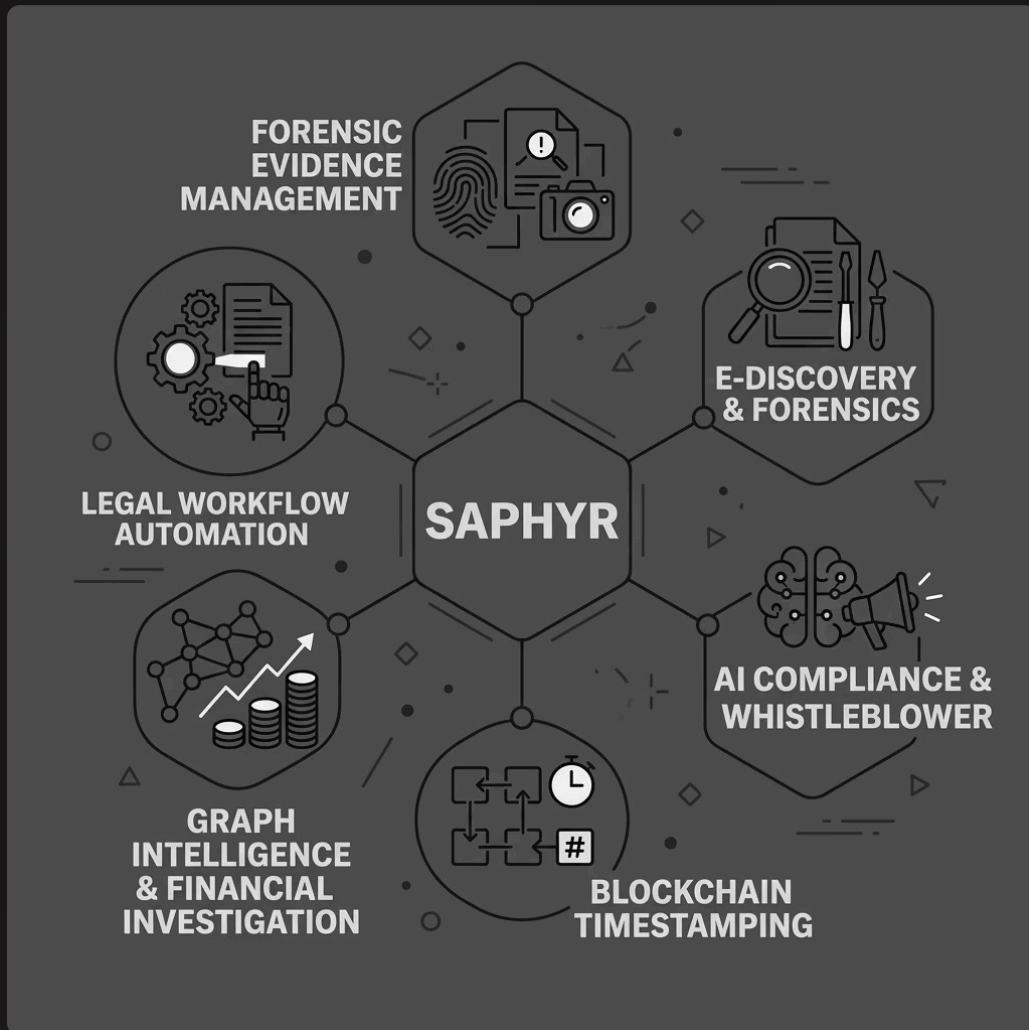 FORENSIC
EVIDENCE
MANAGEMENT
E-DISCOVERY
& FORENSICS
LEGAL WORKFLOW
AUTOMATION
SAPHYR
AI COMPLIANCE &
WHISTLEBLOWER
GRAPH
INTELLIGENCE
& FINANCIAL
INVESTIGATION
#
BLOCKCHAIN
TIMESTAMPING